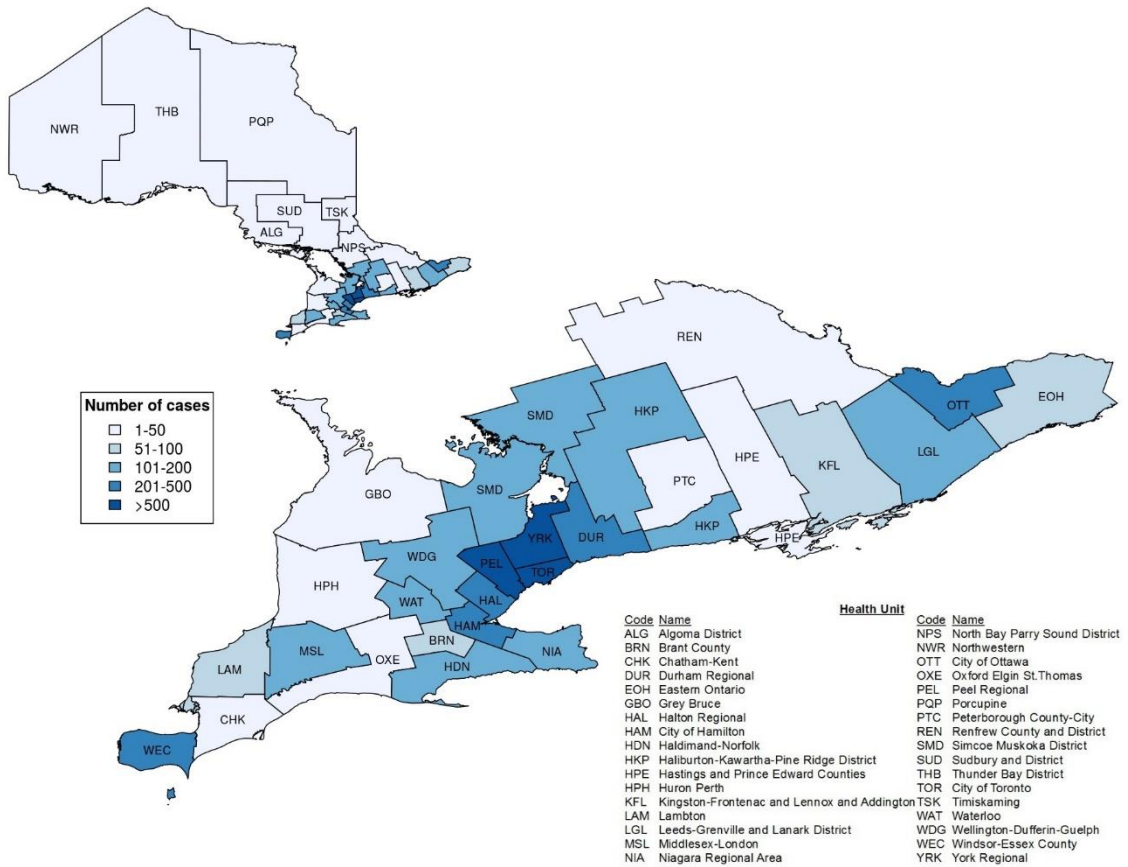 THB
NWR
PQP
SUD
TSK
ALG
NPS
Number of cases
1-50
51-100
101-200
201-500
>500
REN
OTT
EOH
SMD
HKP
LGL
HPE
KFL
PTC
GBO
SMD
HKP
YRK
DUR
HPE
WDG
PEL
TOR
HPH
WAT
HAL
HAM
BRN
MSL
OXE
NIA
LAM
HDN
CHK
WEC
Health Unit
Code Name
ALG Algoma District
BRN Brant County
CHK Chatham-Kent
DUR Durham Regional
EOH Eastern Ontario
GBO Grey Bruce
HAL Halton Regional
HAM City of Hamilton
HDN Haldimand-Norfolk
HKP Haliburton-Kawartha-Pine Ridge District
HPE Hastings and Prince Edward Counties
HPH Huron Perth
KFL Kingston-Frontenac and Lennox and Addington
LAM Lambton
LGL Leeds-Grenville and Lanark District
MSL Middlesex-London
NIA Niagara Regional Area
Code Name
NPS North Bay Parry Sound District
NWR Northwestern
OTT City of Ottawa
OXE Oxford Elgin St.Thomas
PEL Peel Regional
PQP Porcupine
PTC Peterborough County-City
REN Renfrew County and District
SMD Simcoe Muskoka District
SUD Sudbury and District
THB Thunder Bay District
TOR City of Toronto
TSK Timiskaming
WAT Waterloo
WDG Wellington-Dufferin-Guelph
WEC Windsor-Essex County
YRK York Regional